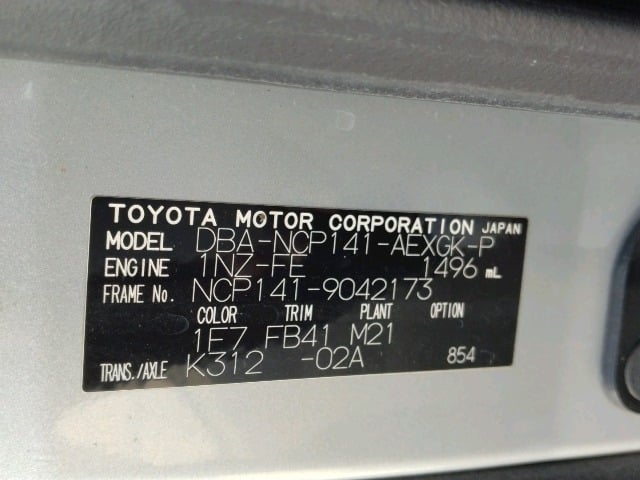 TOYOTA MOTOR CORPORATION JAPAN
MODEL DBA-NCP141-AEXGK-P
ENGINE 1NZ-FE 1496 mL
FRAME No. NCP141-9042173
COLOR TRIM PLANT OPTION
1E7 FB41 M21
TRANS./AXLE K312 -02A 854